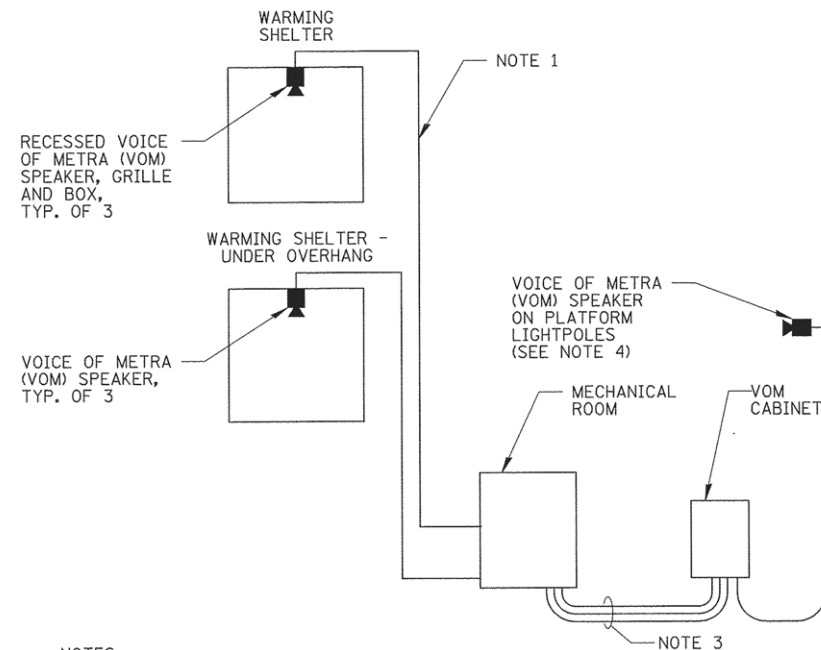 WARMING
SHELTER
NOTE 1
RECESSED VOICE
OF METRA (VOM)
SPEAKER, GRILLE
AND BOX,
TYP. OF 3
WARMING SHELTER -
UNDER OVERHANG
VOICE OF METRA
(VOM) SPEAKER
ON PLATFORM
LIGHTPOLES
(SEE NOTE 4)
VOICE OF METRA
(VOM) SPEAKER,
TYP. OF 3
MECHANICAL
ROOM
VOM
CABINET
NOTE 3
NOTES